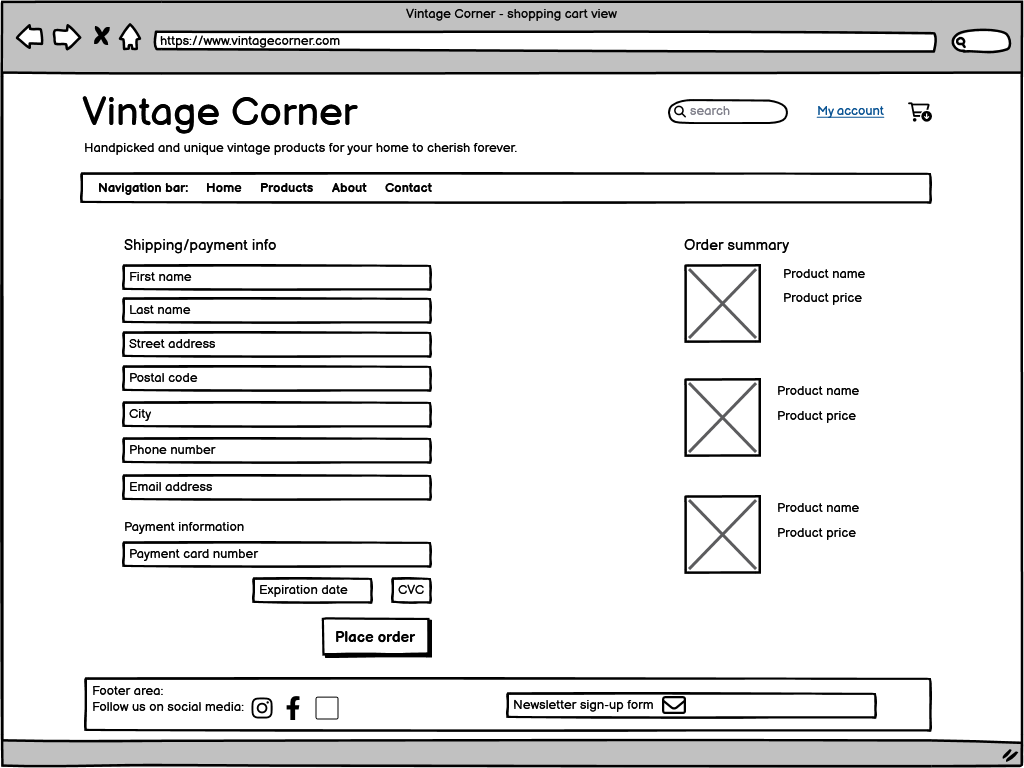 Vintage Corner - shopping cart view
https://www.vintagecorner.com
Vintage Corner
search
My account
Handpicked and unique vintage products for your home to cherish forever.
Navigation bar: Home Products About Contact
Shipping/payment info
First name
Last name
Street address
Postal code
City
Phone number
Email address
Payment information
Payment card number
Expiration date
CVC
Place order
Order summary
Product name
Product price
Product name
Product price
Product name
Product price
Footer area:
Follow us on social media:
Newsletter sign-up form